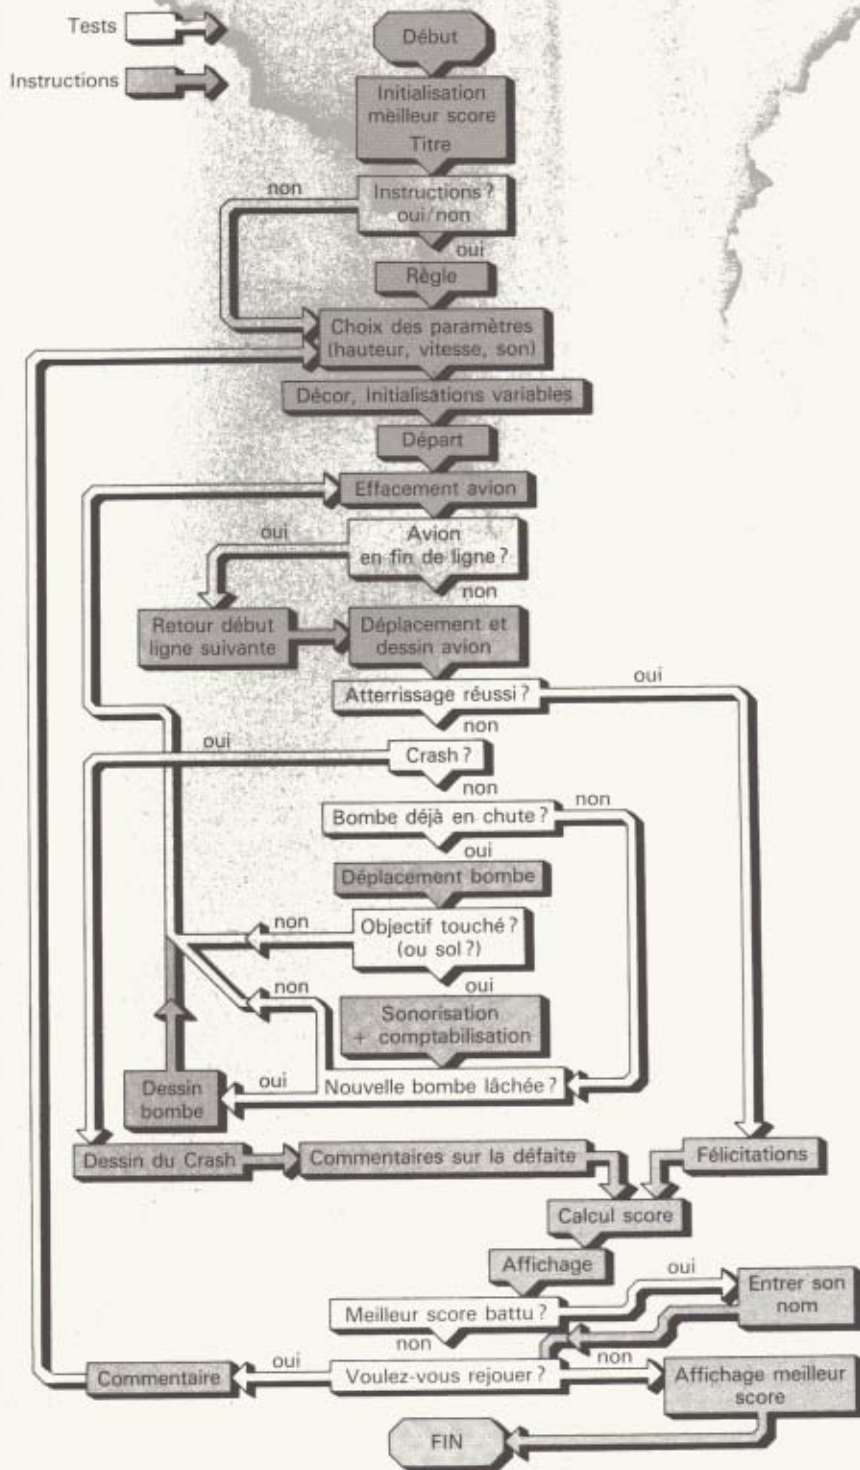 Tests
Début
Instructions
Initialisation
meilleur score
Titre
non
Instructions ?
oui/non
oui
Règle
Choix des paramètres
(hauteur, vitesse, son)
Décor, Initialisations variables
Départ
Effacement avion
oui
Avion
en fin de ligne ?
non
Retour début
ligne suivante
Déplacement et
dessin avion
Atterrissage réussi ?
oui
non
oui
Crash ?
non
Bombe déjà en chute ?
non
oui
Déplacement bombe
non
Objectif touché ?
(ou sol ?)
oui
non
Sonorisation
+ comptabilisation
Dessin
bombe
oui
Nouvelle bombe lâchée ?
Dessin du Crash
Commentaires sur la défaite
Félicitations
Calcul score
Affichage
oui
Entrer son
nom
Meilleur score battu ?
non
Commentaire
oui
Voulez-vous rejouer ?
non
Affichage meilleur
score
FIN